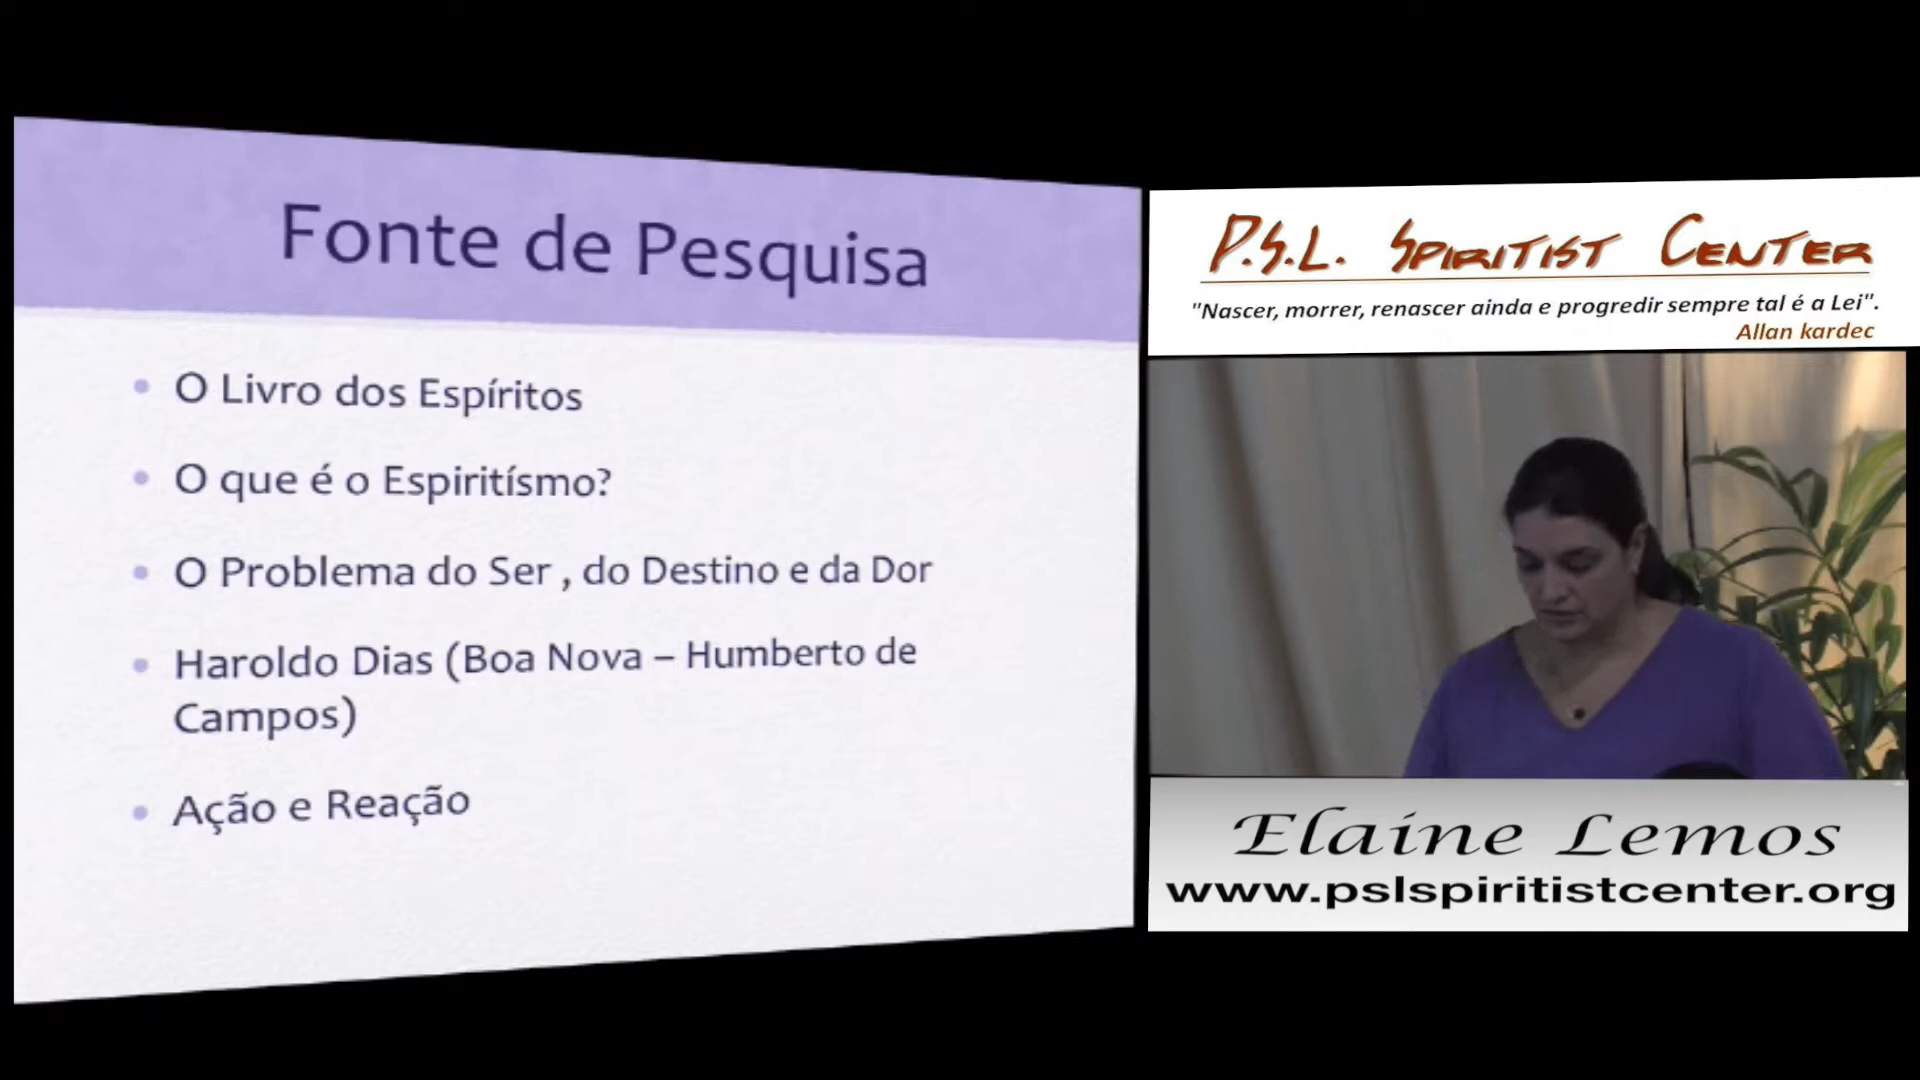 Fonte de Pesquisa
O Livro dos Espíritos
O que é o Espiritísmo?
O Problema do Ser , do Destino e da Dor
Haroldo Dias (Boa Nova – Humberto de
Campos)
Ação e Reação
P.S.L. SPIRITIST CENTER
"Nascer, morrer, renascer ainda e progredir sempre tal é a Lei".
Allan kardec
Elaine Lemos
www.pslspiritistcenter.org